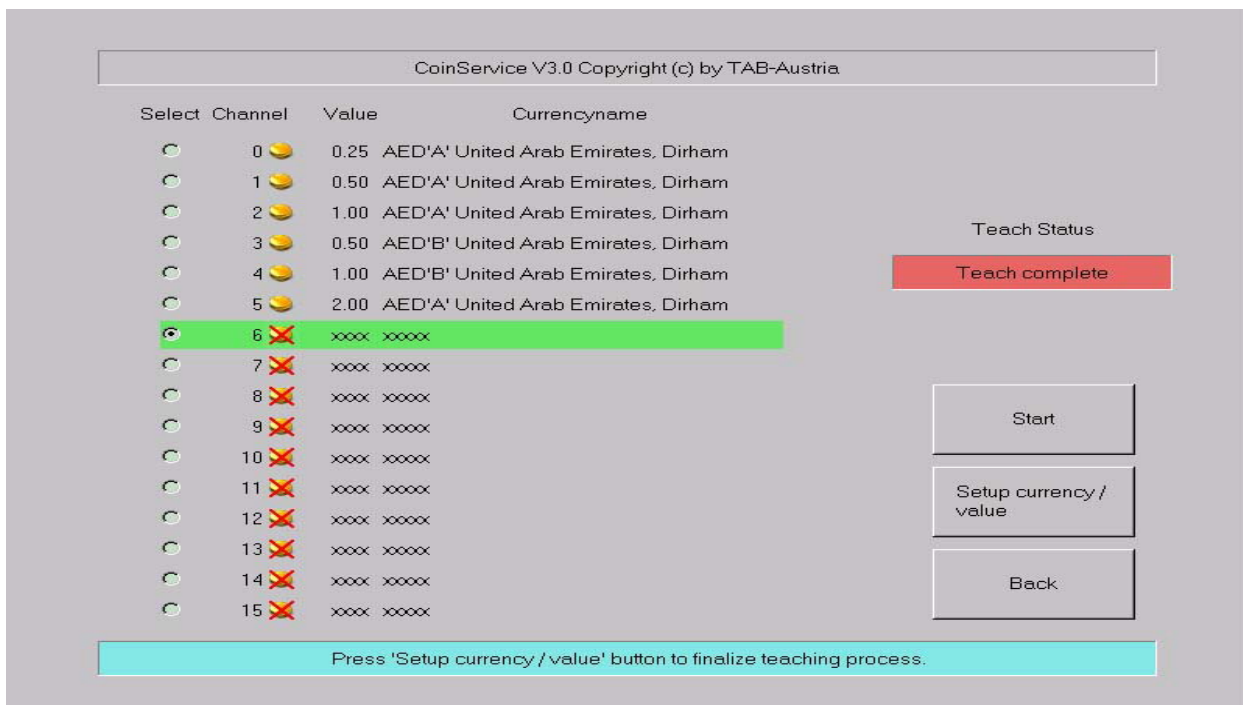 CoinService V3.0 Copyright (c) by TAB-Austria
Select Channel Value Currencyname
0 0.25 AED'A' United Arab Emirates, Dirham
1 0.50 AED'A' United Arab Emirates, Dirham
2 1.00 AED'A' United Arab Emirates, Dirham
3 0.50 AED'B' United Arab Emirates, Dirham
4 1.00 AED'B' United Arab Emirates, Dirham
5 2.00 AED'A' United Arab Emirates, Dirham
6 xxxx xxxxx
7 xxxx xxxxx
8 xxxx xxxxx
9 xxxx xxxxx
10 xxxx xxxxx
11 xxxx xxxxx
12 xxxx xxxxx
13 xxxx xxxxx
14 xxxx xxxxx
15 xxxx xxxxx
Teach Status
Teach complete
Start
Setup currency /
value
Back
Press 'Setup currency / value' button to finalize teaching process.